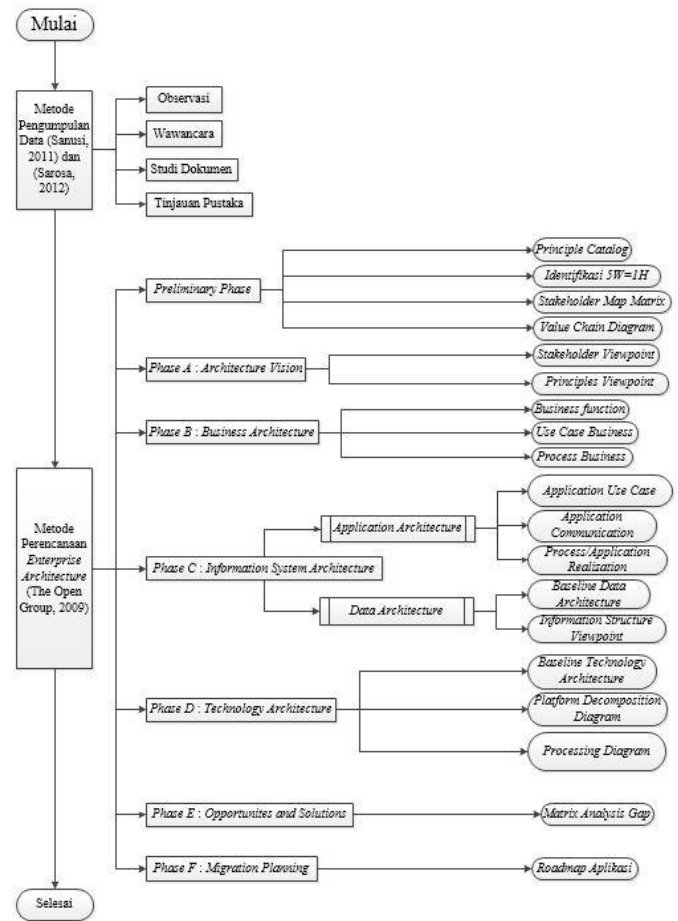 Mulai
Metode
Pengumpulan
Data (Sanusi,
2011) dan
(Sarosa,
2012)
Observasi
Wawancara
Studi Dokumen
Tinjauan Pustaka
Preliminary Phase
Principle Catalog
Identifikasi 5W=1H
Stakeholder Map Matrix
Value Chain Diagram
Phase A : Architecture Vision
Stakeholder Viewpoint
Principles Viewpoint
Phase B : Business Architecture
Business function
Use Case Business
Process Business
Metode
Perencanaan
Enterprise
Architecture
(The Open
Group, 2009)
Phase C : Information System Architecture
Application Architecture
Application Use Case
Application
Communication
Process/Application
Realization
Data Architecture
Baseline Data
Architecture
Information Structure
Viewpoint
Phase D : Technology Architecture
Baseline Technology
Architecture
Platform Decomposition
Diagram
Processing Diagram
Phase E : Opportunites and Solutions
Matrix Analysis Gap
Phase F : Migration Planning
Roadmap Aplikasi
Selesai